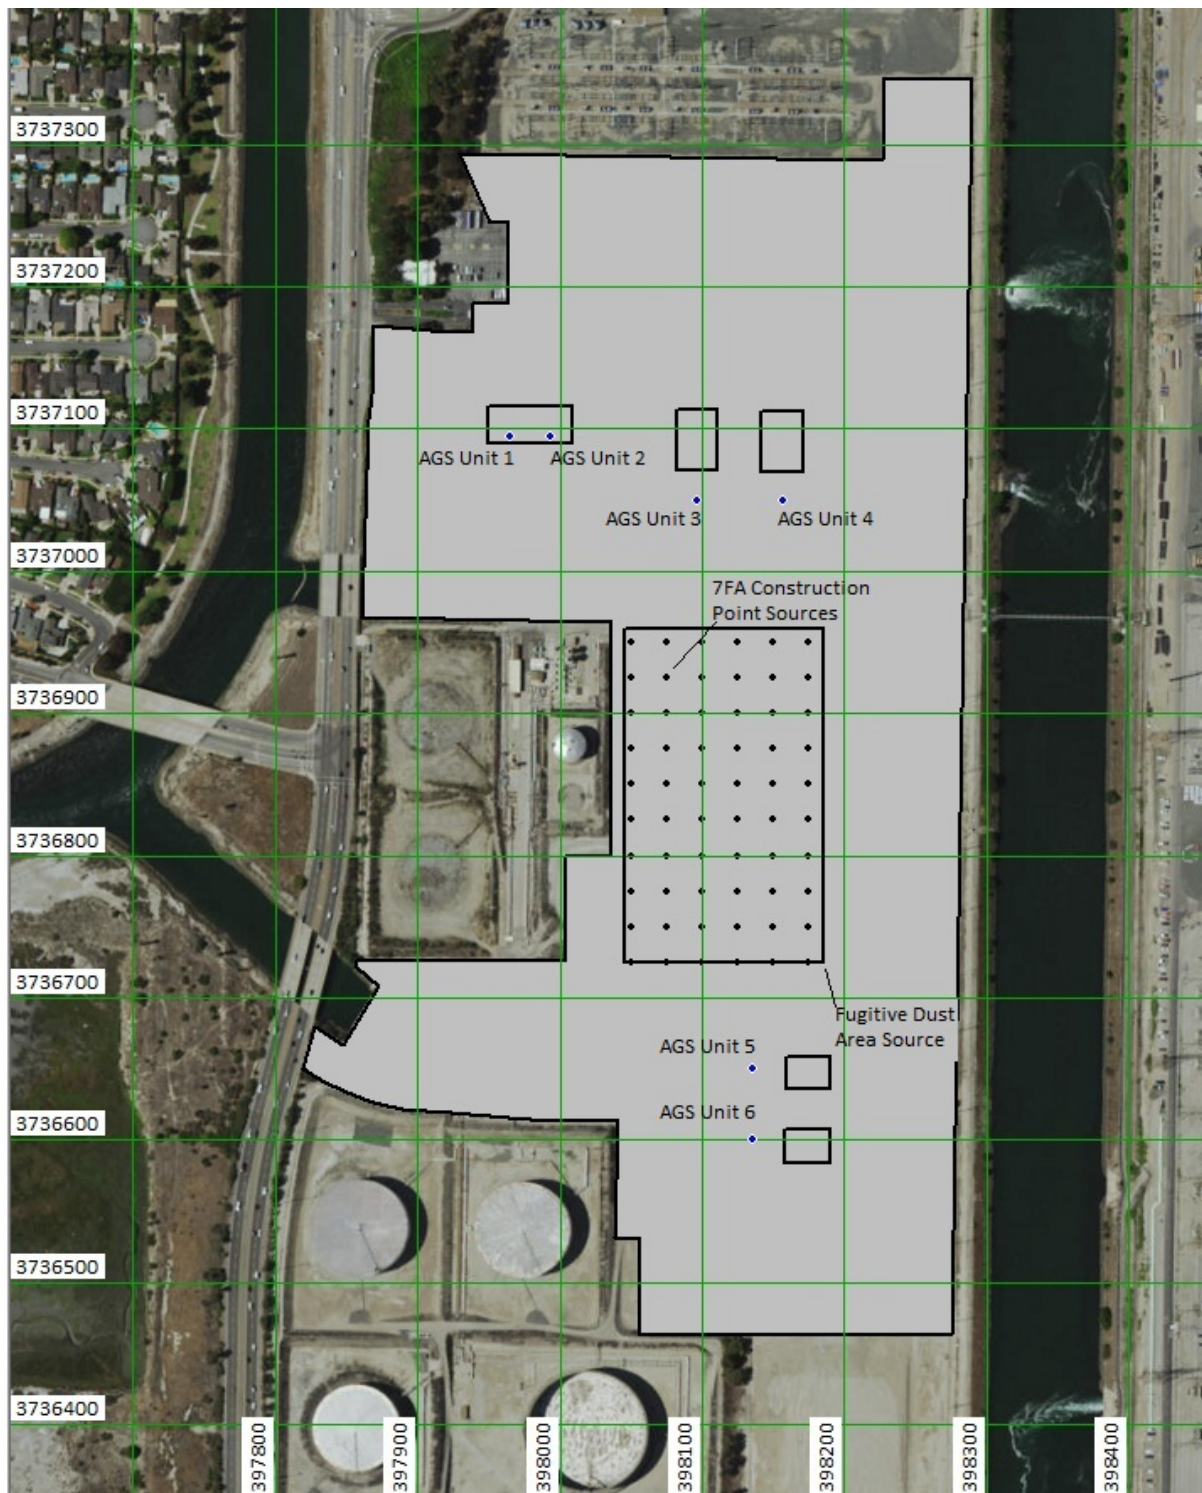 3737300
3737200
3737100
AGS Unit 1
AGS Unit 2
AGS Unit 3
AGS Unit 4
3737000
7FA Construction
Point Sources
3736900
3736800
3736700
Fugitive Dust
Area Source
AGS Unit 5
AGS Unit 6
3736600
3736500
3736400
397800
397900
398000
398100
398200
398300
398400